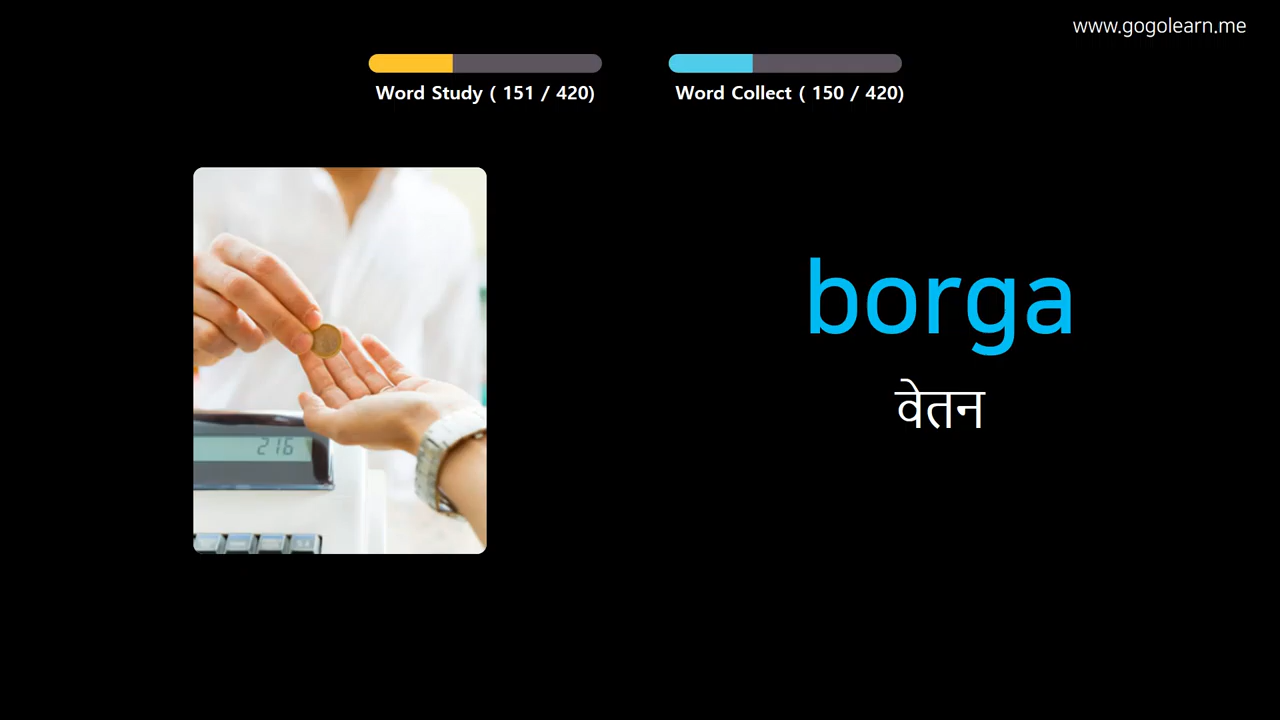 www.gogolearn.me
Word Study ( 151 / 420)
Word Collect ( 150 / 420)
borga
वेतन
216